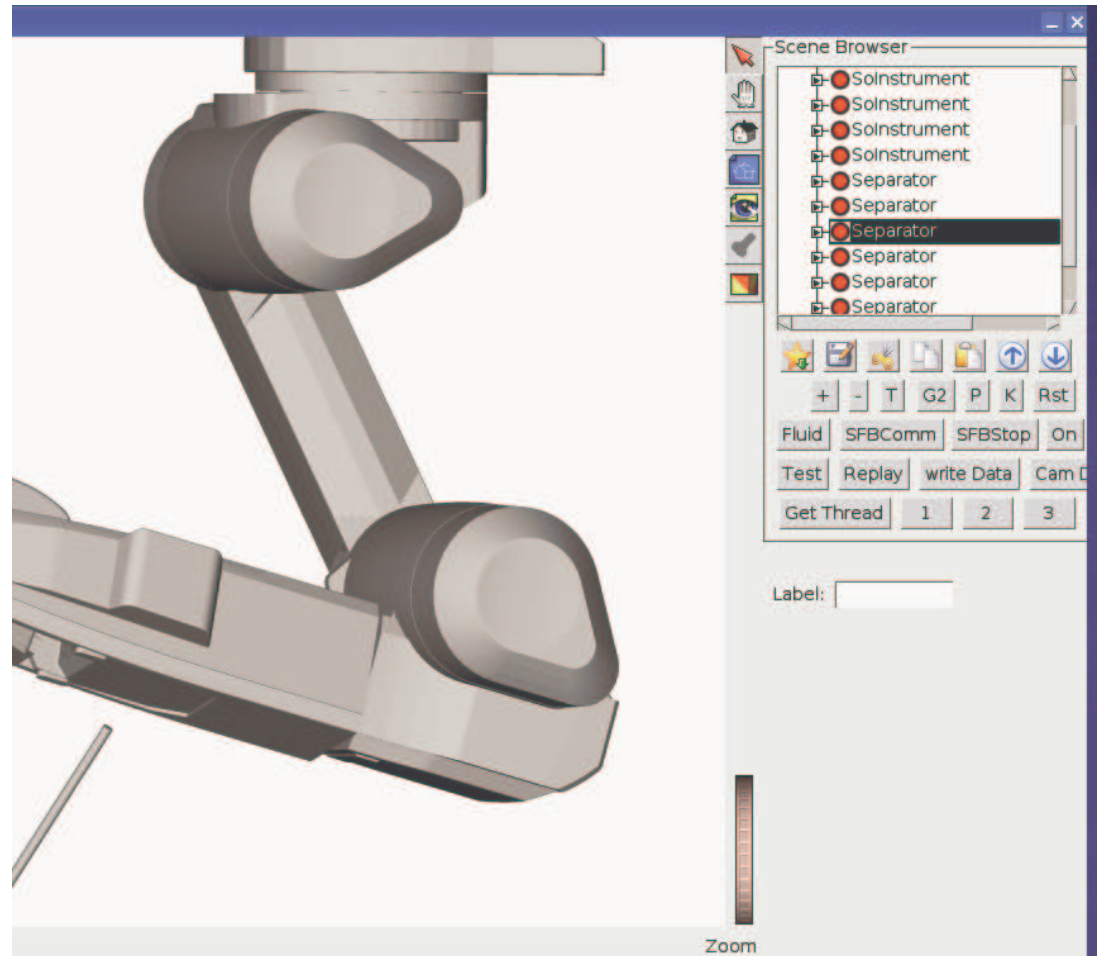 Scene Browser
SoInstrument
SoInstrument
SoInstrument
SoInstrument
Separator
Separator
Separator
Separator
Separator
Separator
+ - T G2 P K Rst
Fluid SFBComm SFBStop On
Test Replay write Data Cam D
Get Thread 1 2 3
Label:
Zoom